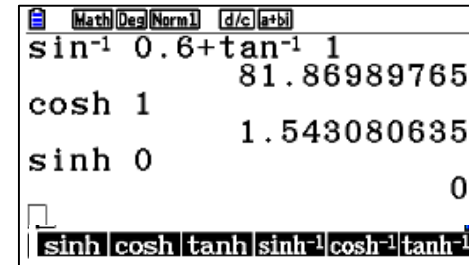 Math Deg Norm1 d/c a+bi
sin⁻¹ 0.6+tan⁻¹ 1
81.86989765
cosh 1
1.543080635
sinh 0
0
sinh cosh tanh sinh⁻¹ cosh⁻¹ tanh⁻¹